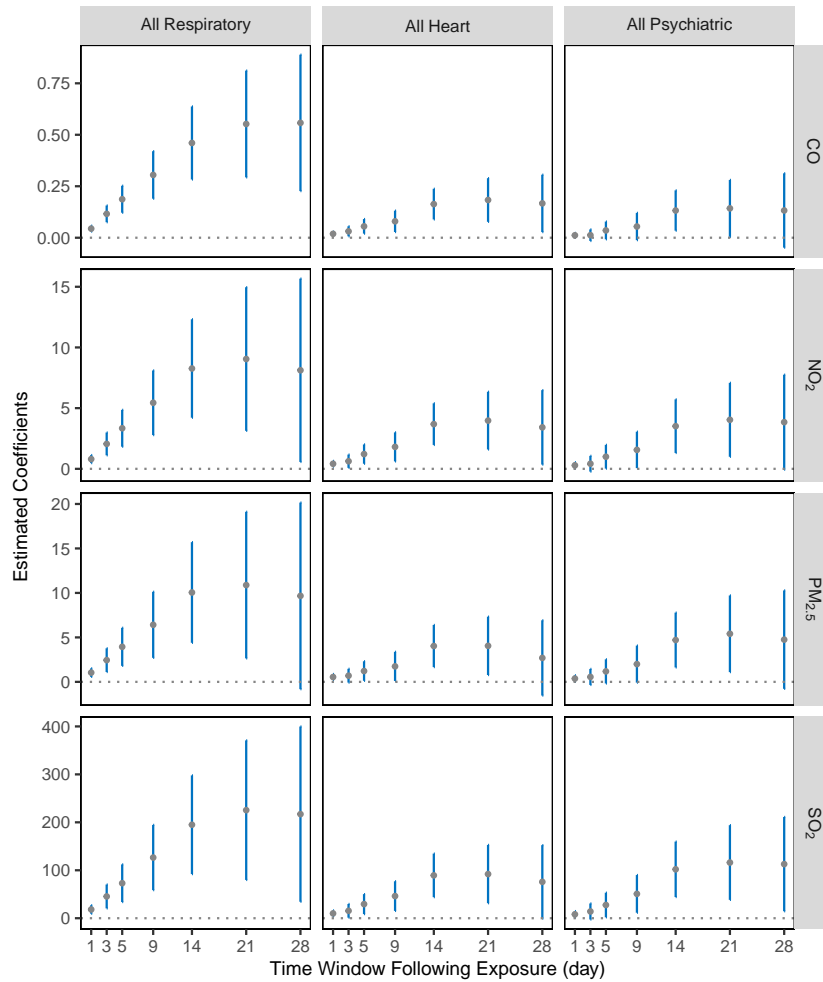 All Respiratory All Heart All Psychiatric
0.75
0.50
0.25
0.00
CO
15
10
5
0
NO₂
20
15
10
5
0
PM₂.₅
400
300
200
100
0
SO₂
Estimated Coefficients
1 3 5 9 14 21 28 1 3 5 9 14 21 28 1 3 5 9 14 21 28
Time Window Following Exposure (day)